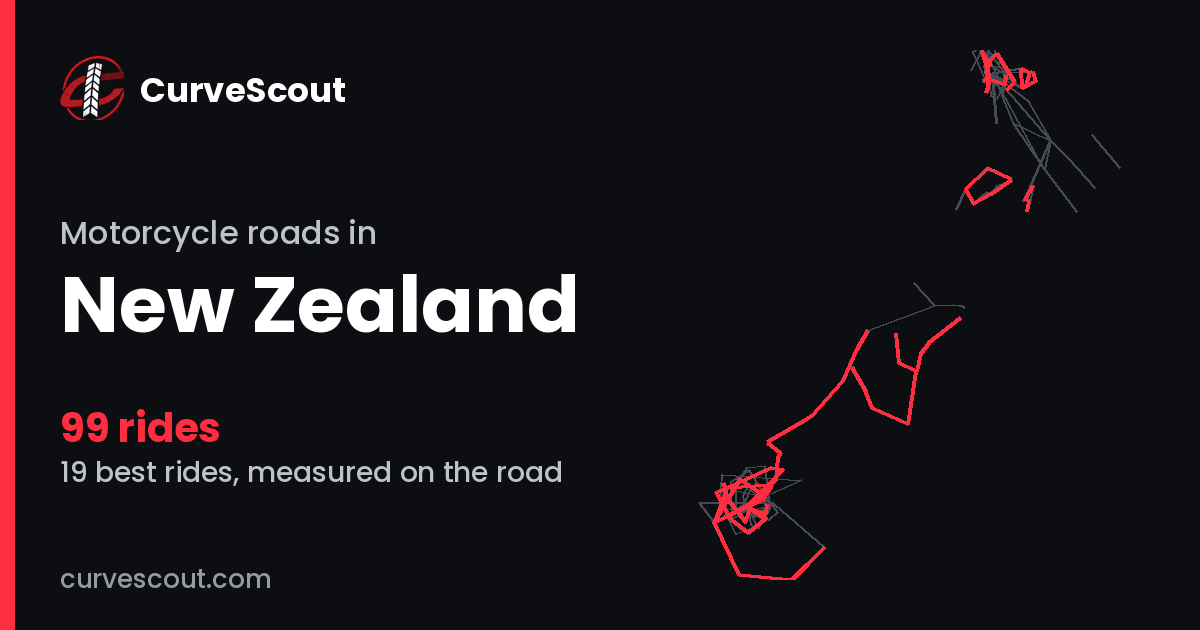 CurveScout
Motorcycle roads in
New Zealand
99 rides
19 best rides, measured on the road
curvescout.com